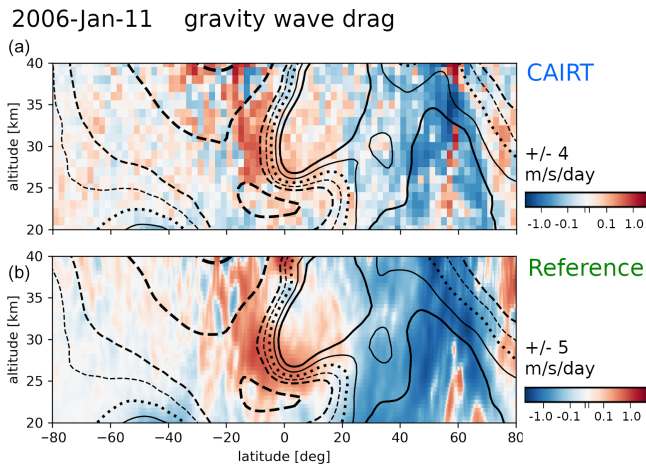 2006-Jan-11 gravity wave drag
(a)
CAIRT
40
35
30
25
20
altitude [km]
+/- 4
m/s/day
-1.0 -0.1 0.1 1.0
(b)
Reference
40
35
30
25
20
altitude [km]
+/- 5
m/s/day
-1.0 -0.1 0.1 1.0
−80 −60 −40 −20 0 20 40 60 80
latitude [deg]